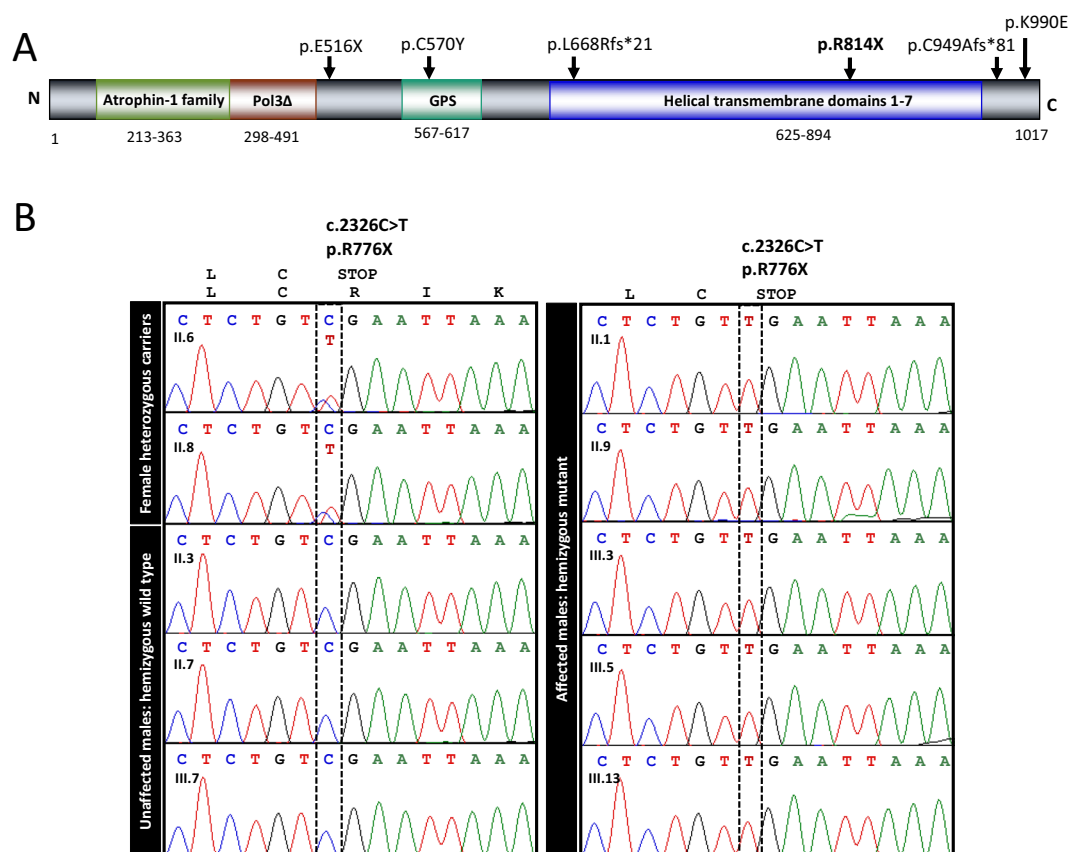 A
p.E516X
p.C570Y
p.L668Rfs*21
p.R814X
p.C949Afs*81
p.K990E
N
Atrophin-1 family
Pol3Δ
GPS
Helical transmembrane domains 1-7
C
1
213-363
298-491
567-617
625-894
1017
B
c.2326C>T
p.R776X
L C STOP
L C R I K
Female heterozygous carriers
C T C T G T C G A A T T A A A
II.6
T
C T C T G T C G A A T T A A A
II.8
T
Unaffected males: hemizygous wild type
C T C T G T C G A A T T A A A
II.3
C T C T G T C G A A T T A A A
II.7
C T C T G T C G A A T T A A A
III.7
c.2326C>T
p.R776X
L C STOP
Affected males: hemizygous mutant
C T C T G T T G A A T T A A A
II.1
C T C T G T T G A A T T A A A
II.9
C T C T G T T G A A T T A A A
III.3
C T C T G T T G A A T T A A A
III.5
C T C T G T T G A A T T A A A
III.13